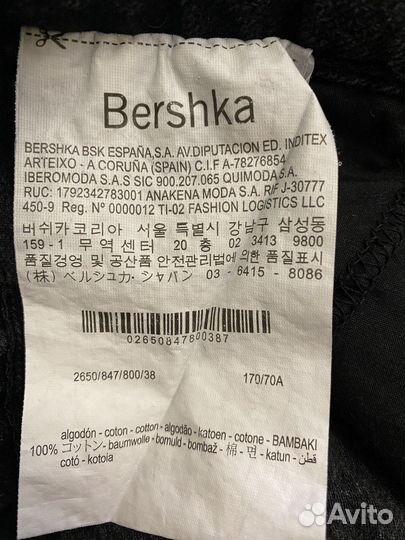 Bershka
BERSHKA BSK ESPAÑA,S.A. AV.DIPUTACION ED. INDITEX
ARTEIXO - A CORUÑA (SPAIN) C.I.F A-78276854
IBEROMODA S.A.S SIC 900.207.065 QUIMODA S.A.
RUC: 1792342783001 ANAKENA MODA S.A. RIF J-30777
450-9 Reg. Nº 0000012 TI-02 FASHION LOGISTICS LLC
버쉬카코리아 서울 특별시 강남구 삼성동
159-1 무역센터 20 층 02 3413 9800
품질경영 및 공산품 안전관리법에 의한 품질표시
(株) ベルシュカ・ジャパン 03 - 6415 - 8086
02650847800387
2650/847/800/38 170/70A
algodón - coton - cotton - algodão - katoen - cotone - BAMBAKI
100% コットン - baumwolle - bomuld - bombaž - 棉 - 면 - katun - قطن
cotó - kotoia
Avito